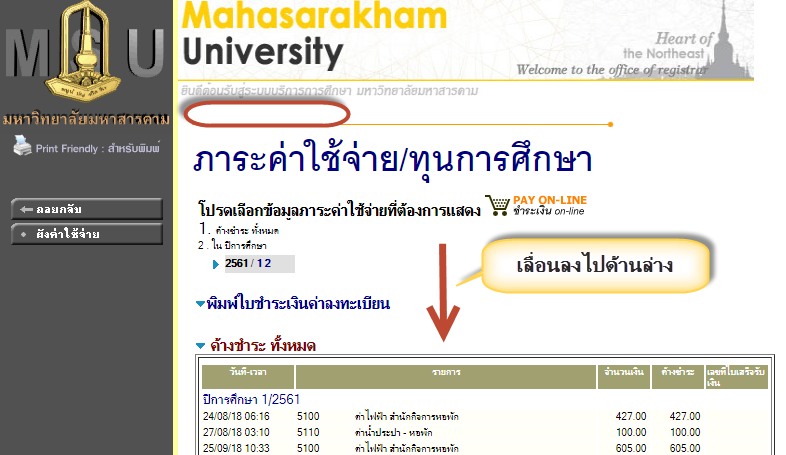 MSU
มหาวิทยาลัยมหาสารคาม
Print Friendly : สำหรับพิมพ์
ถอยกลับ
ผังค่าใช้จ่าย
Mahasarakham
University
Heart of
the Northeast
Welcome to the office of registrar
ยินดีต้อนรับสู่ระบบบริการการศึกษา มหาวิทยาลัยมหาสารคาม
ภาระค่าใช้จ่าย/ทุนการศึกษา
โปรดเลือกข้อมูลภาระค่าใช้จ่ายที่ต้องการแสดง
PAY ON-LINE
ชำระเงิน on-line
1. ค้างชำระ ทั้งหมด
2 . ใน ปีการศึกษา
2561 / 1 2
เลื่อนลงไปด้านล่าง
พิมพ์ใบชำระเงินค่าลงทะเบียน
ค้างชำระ ทั้งหมด
วันที่-เวลา รายการ จำนวนเงิน ค้างชำระ เลขที่ใบเสร็จรับเงิน
ปีการศึกษา 1/2561
24/08/18 06:16 5100 ค่าไฟฟ้า สำนักกิจการหอพัก 427.00 427.00
27/08/18 03:10 5110 ค่าน้ำประปา - หอพัก 100.00 100.00
25/09/18 10:33 5100 ค่าไฟฟ้า สำนักกิจการหอพัก 605.00 605.00